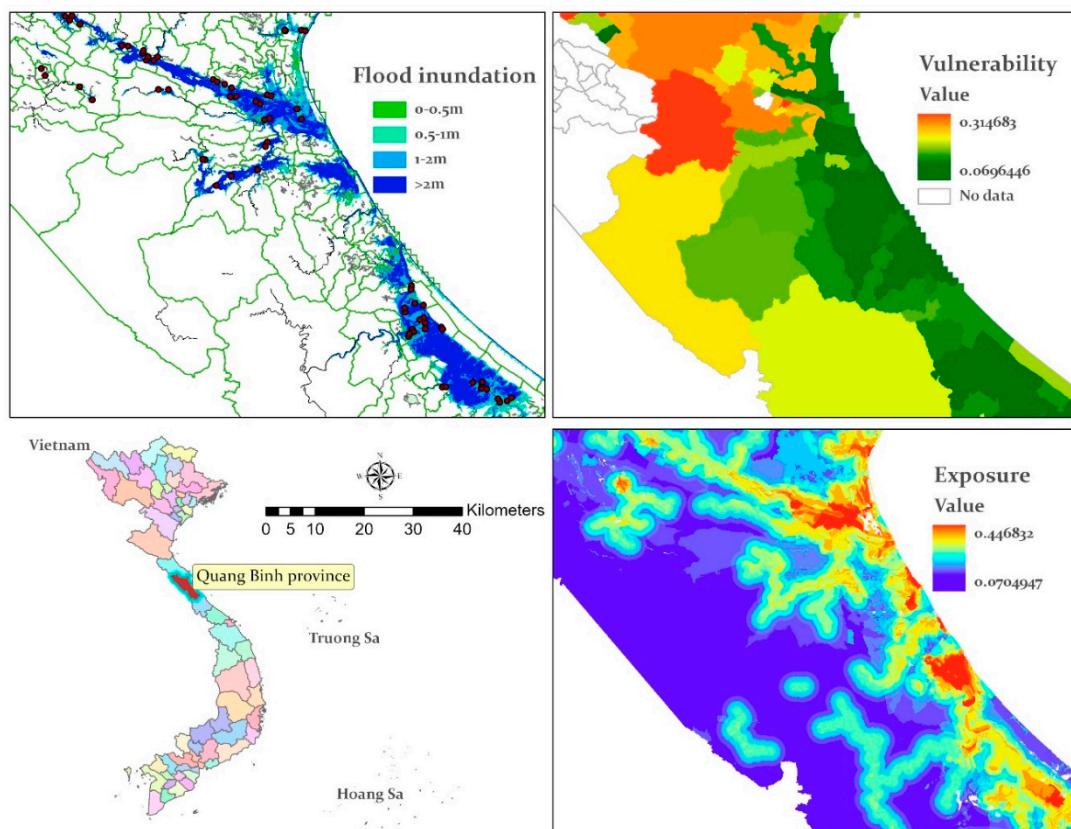 Flood inundation
0-0.5m
0.5-1m
1-2m
>2m
Vulnerability
Value
0.314683
0.0696446
No data
Vietnam
N
W E
S
0 5 10 20 30 40 Kilometers
Quang Binh province
Truong Sa
Hoang Sa
Exposure
Value
0.446832
0.0704947